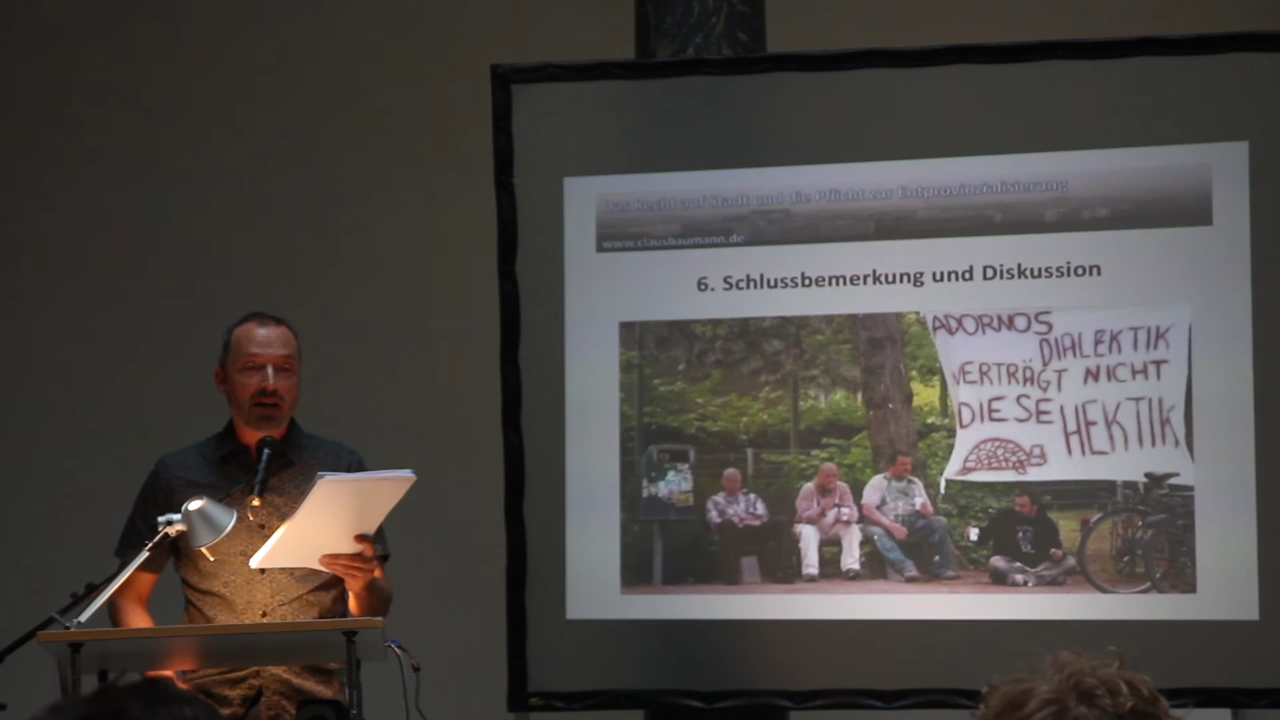 Das Recht auf Stadt und die Pflicht zur Entprovinzialisierung
www.clausbaumann.de
6. Schlussbemerkung und Diskussion
ADORNOS
DIALEKTIK
VERTRÄGT NICHT
DIESE HEKTIK